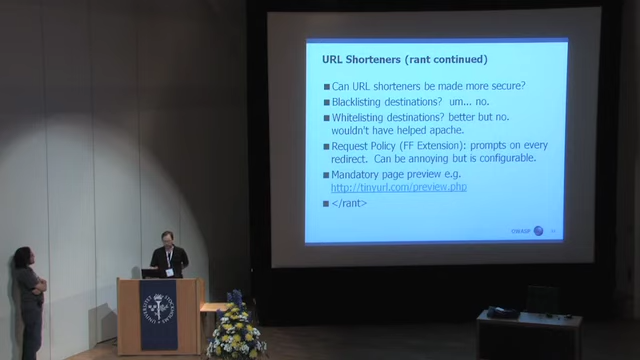 URL Shorteners (rant continued)
Can URL shorteners be made more secure?
Blacklisting destinations? um... no.
Whitelisting destinations? better but no.
wouldn't have helped apache.
Request Policy (FF Extension): prompts on every
redirect. Can be annoying but is configurable.
Mandatory page preview e.g.
http://tinyurl.com/preview.php
</rant>
OWASP